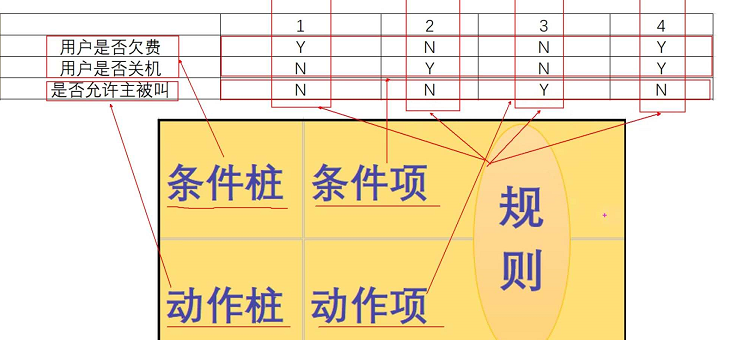 1 2 3 4
用户是否欠费 Y N N Y
用户是否关机 N Y N Y
是否允许主被叫 N N Y N
条件桩 条件项
规
则
动作桩 动作项